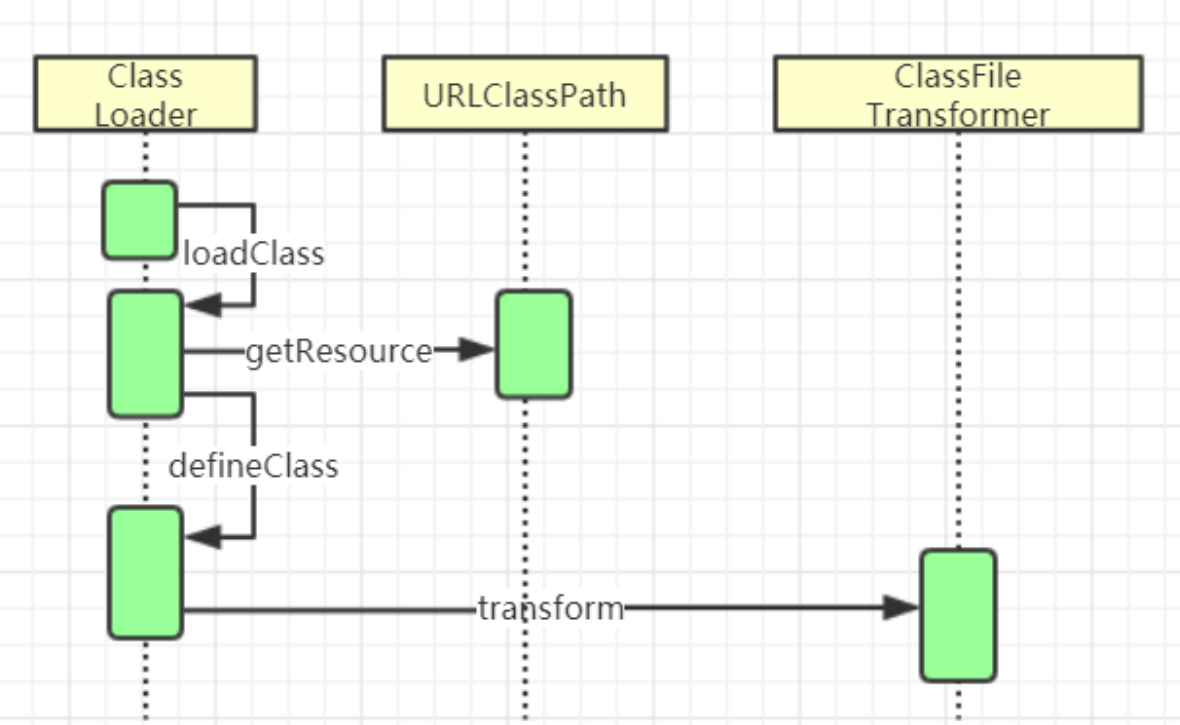 Class
Loader
URLClassPath
ClassFile
Transformer
loadClass
getResource
defineClass
transform